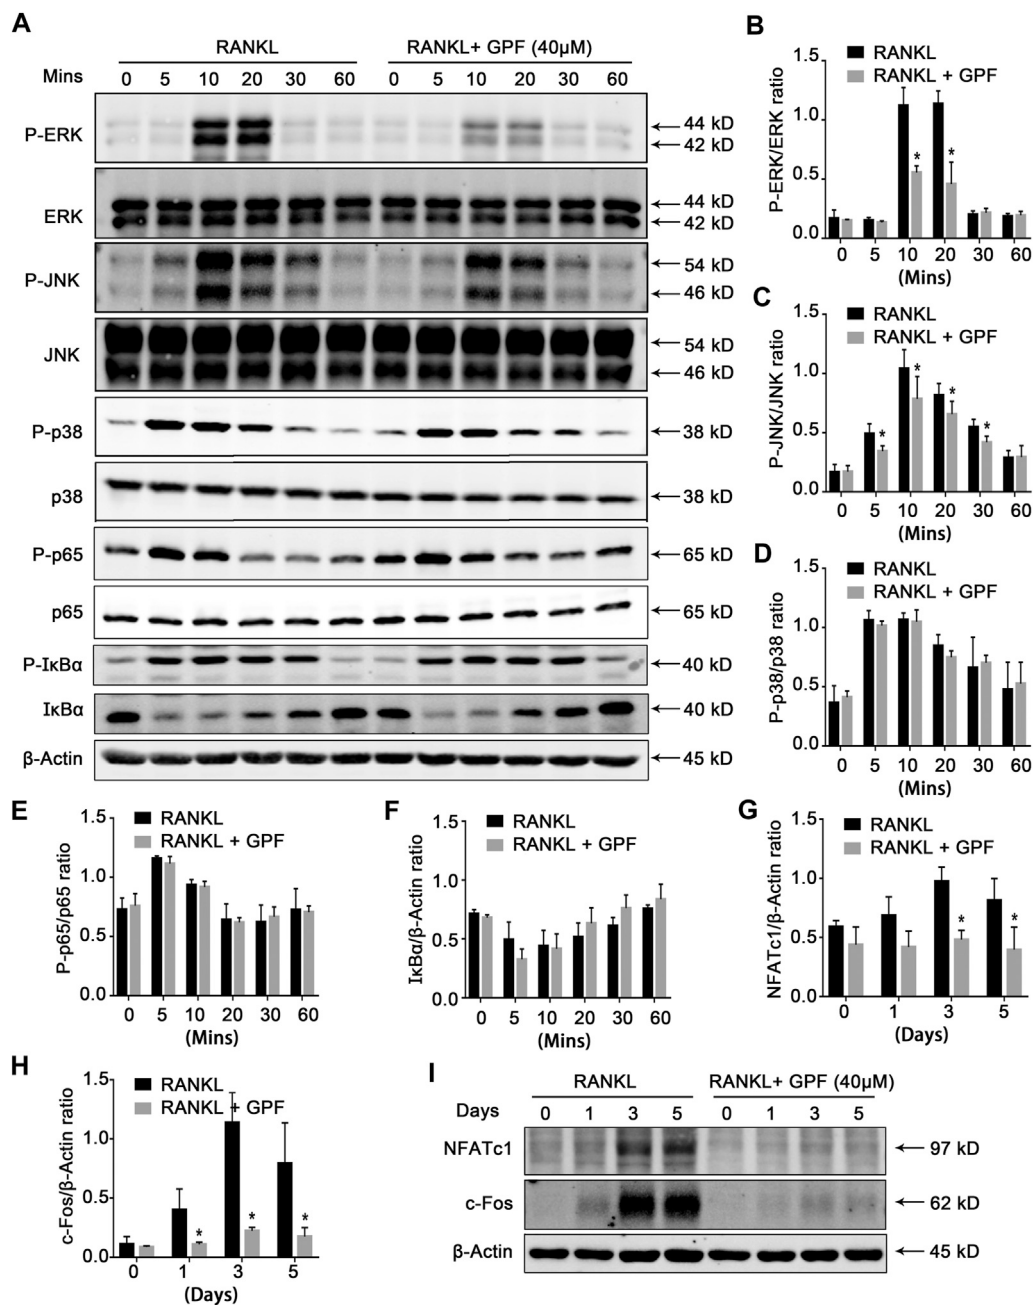 A
RANKL RANKL+ GPF (40μM)
Mins 0 5 10 20 30 60 0 5 10 20 30 60
P-ERK 44 kD
42 kD
ERK 44 kD
42 kD
P-JNK 54 kD
46 kD
JNK 54 kD
46 kD
P-p38 38 kD
p38 38 kD
P-p65 65 kD
p65 65 kD
P-IκBα 40 kD
IκBα 40 kD
β-Actin 45 kD
B
RANKL
RANKL + GPF
P-ERK/ERK ratio
1.5
1.0
0.5
0.0
* *
0 5 10 20 30 60
(Mins)
C
RANKL
RANKL + GPF
P-JNK/JNK ratio
1.5
1.0
0.5
0.0
* * * *
0 5 10 20 30 60
(Mins)
D
RANKL
RANKL + GPF
P-p38/p38 ratio
1.5
1.0
0.5
0.0
0 5 10 20 30 60
(Mins)
E
RANKL
RANKL + GPF
P-p65/p65 ratio
1.5
1.0
0.5
0.0
0 5 10 20 30 60
(Mins)
F
RANKL
RANKL + GPF
IκBα/β-Actin ratio
1.5
1.0
0.5
0.0
0 5 10 20 30 60
(Mins)
G
RANKL
RANKL + GPF
NFATc1/β-Actin ratio
1.5
1.0
0.5
0.0
* *
0 1 3 5
(Days)
H
RANKL
RANKL + GPF
c-Fos/β-Actin ratio
1.5
1.0
0.5
0.0
* * *
0 1 3 5
(Days)
I
RANKL RANKL+ GPF (40μM)
Days 0 1 3 5 0 1 3 5
NFATc1 97 kD
c-Fos 62 kD
β-Actin 45 kD